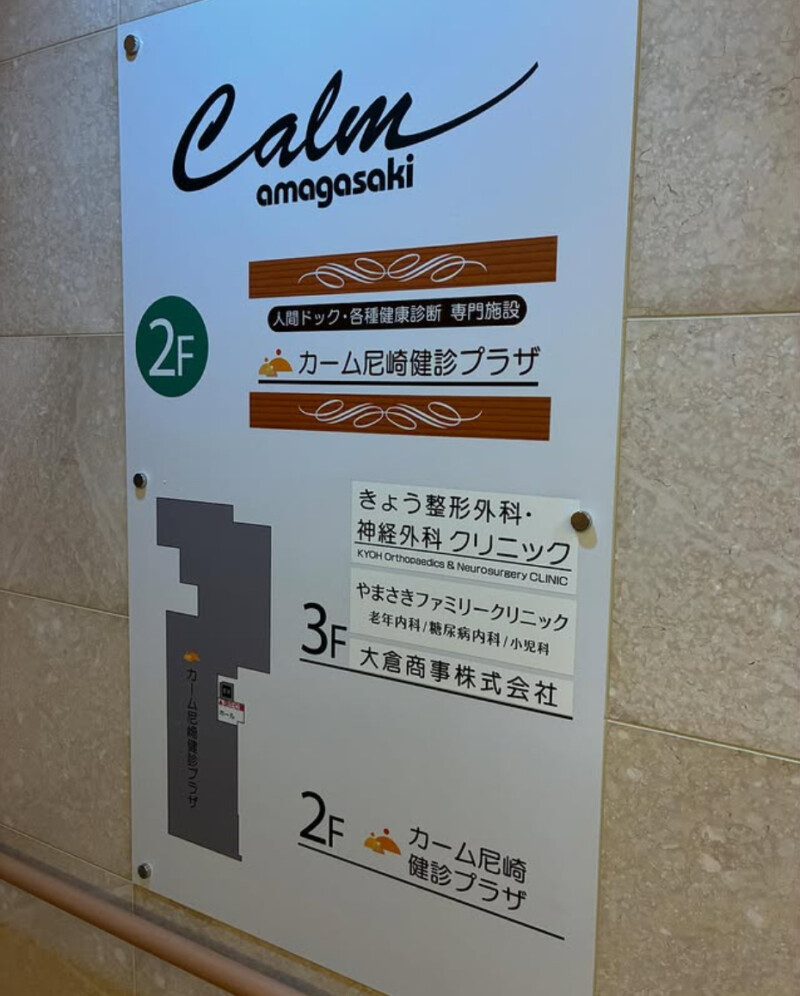 Calm
amagasaki
2F
人間ドック・各種健康診断 専門施設
カーム尼崎健診プラザ
きょう整形外科・
神経外科 クリニック
KYOH Orthopaedics & Neurosurgery CLINIC
3F
やまさきファミリークリニック
老年内科/糖尿病内科/小児科
大倉商事株式会社
カーム尼崎健診プラザ
ホール
2F
カーム尼崎
健診プラザ